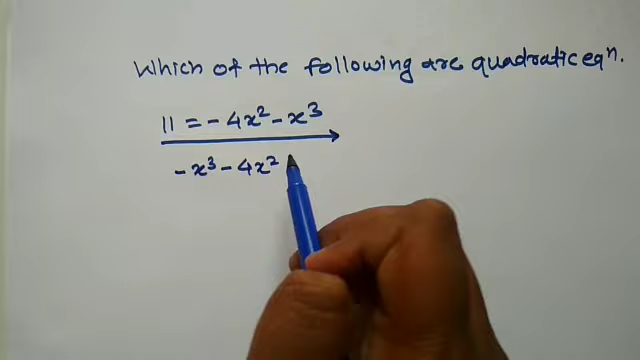 Which of the following are quadratic eqⁿ.
11 = -4x² - x³
-x³ - 4x²